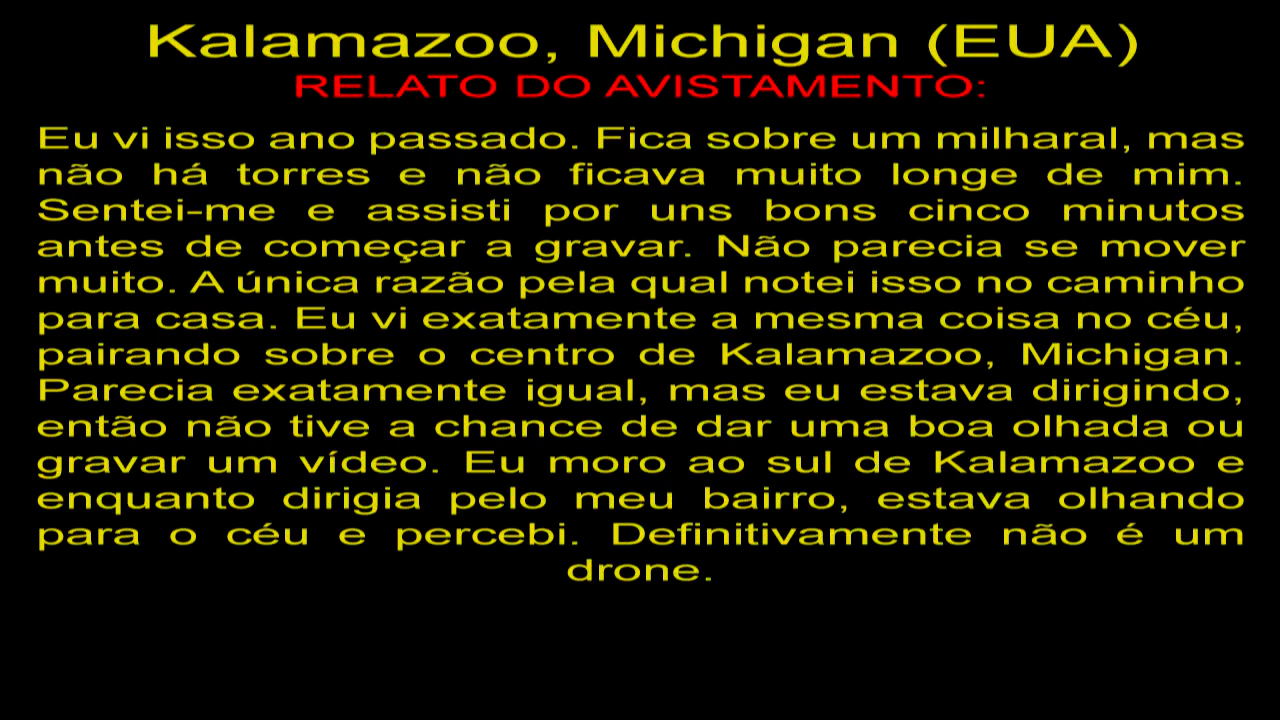 Kalamazoo, Michigan (EUA)
RELATO DO AVISTAMENTO:
Eu vi isso ano passado. Fica sobre um milharal, mas
não há torres e não ficava muito longe de mim.
Sentei-me e assisti por uns bons cinco minutos
antes de começar a gravar. Não parecia se mover
muito. A única razão pela qual notei isso no caminho
para casa. Eu vi exatamente a mesma coisa no céu,
pairando sobre o centro de Kalamazoo, Michigan.
Parecia exatamente igual, mas eu estava dirigindo,
então não tive a chance de dar uma boa olhada ou
gravar um vídeo. Eu moro ao sul de Kalamazoo e
enquanto dirigia pelo meu bairro, estava olhando
para o céu e percebi. Definitivamente não é um
drone.